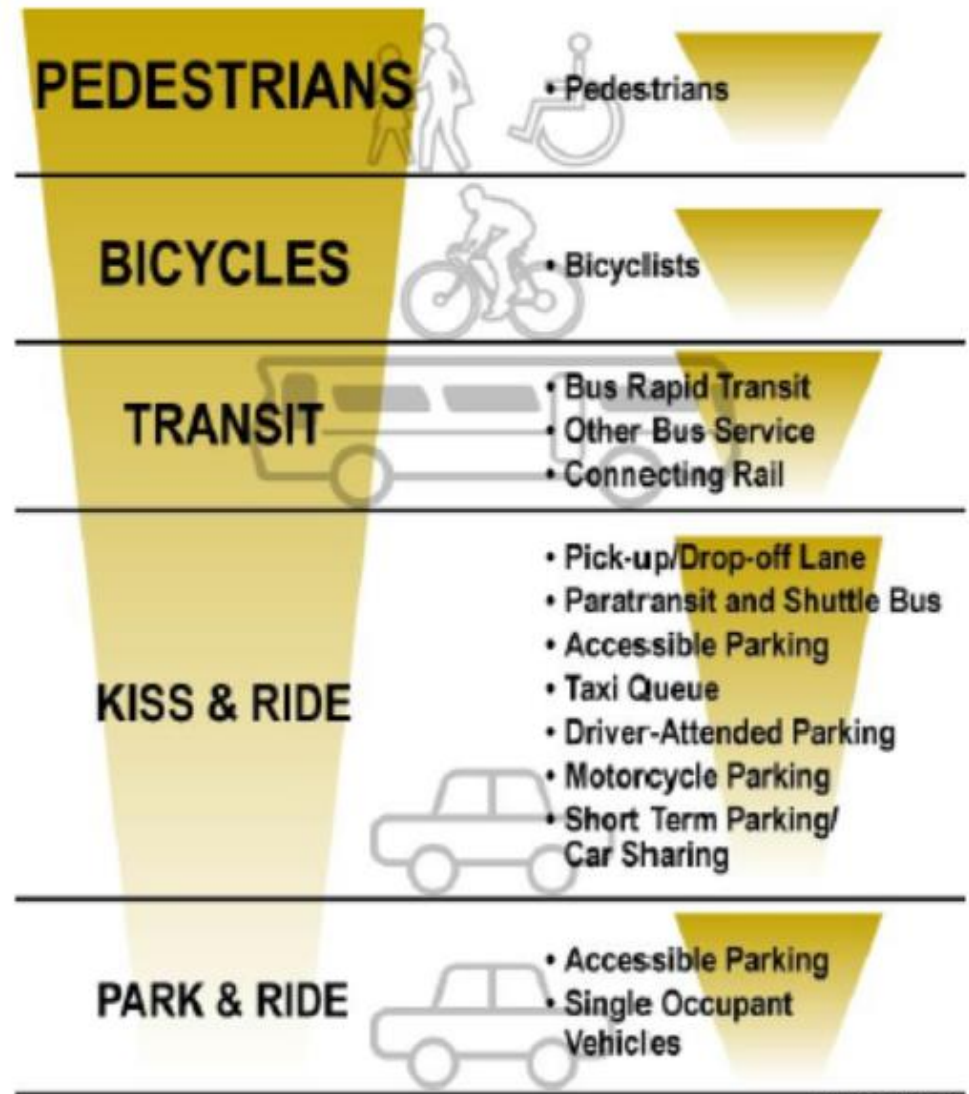 PEDESTRIANS
• Pedestrians
BICYCLES
• Bicyclists
TRANSIT
• Bus Rapid Transit
• Other Bus Service
• Connecting Rail
KISS & RIDE
• Pick-up/Drop-off Lane
• Paratransit and Shuttle Bus
• Accessible Parking
• Taxi Queue
• Driver-Attended Parking
• Motorcycle Parking
• Short Term Parking/
Car Sharing
PARK & RIDE
• Accessible Parking
• Single Occupant
Vehicles